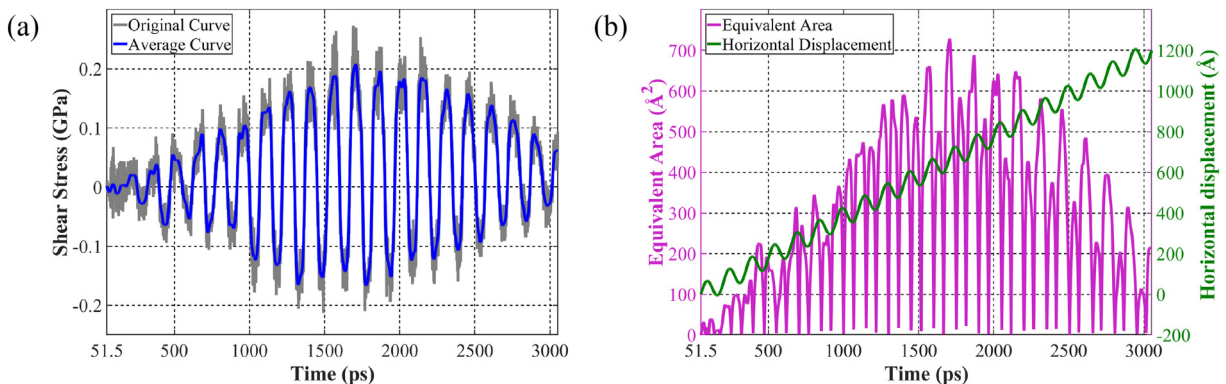 (a)
Original Curve
Average Curve
Shear Stress (GPa)
0.2
0.1
0
-0.1
-0.2
51.5 500 1000 1500 2000 2500 3000
Time (ps)
(b)
Equivalent Area
Horizontal Displacement
Equivalent Area (Å²)
700
600
500
400
300
200
100
0
1200
1000
800
600
400
200
0
-200
Horizontal displacement (Å)
51.5 500 1000 1500 2000 2500 3000
Time (ps)